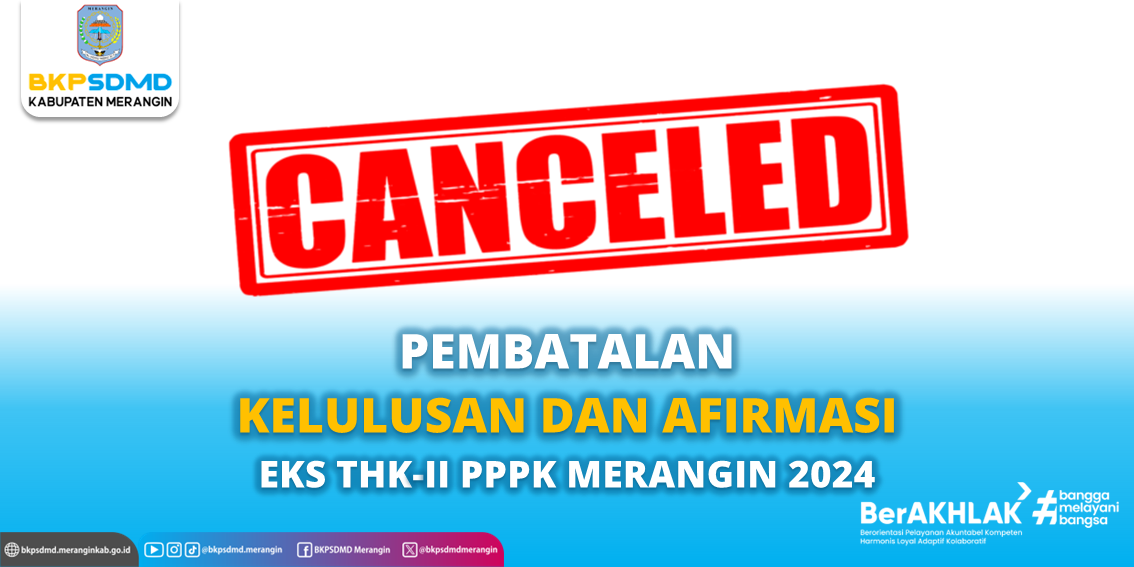 MERANGIN
BKPSDMD
KABUPATEN MERANGIN
CANCELED
PEMBATALAN
KELULUSAN DAN AFIRMASI
EKS THK-II PPPK MERANGIN 2024
BerAKHLAK
Berorientasi Pelayanan Akuntabel Kompeten
Harmonis Loyal Adaptif Kolaboratif
#bangga
melayani
bangsa
bkpsdmd.meranginkab.go.id
@bkpsdmd.merangin
BKPSDMD Merangin
@bkpsdmdmerangin